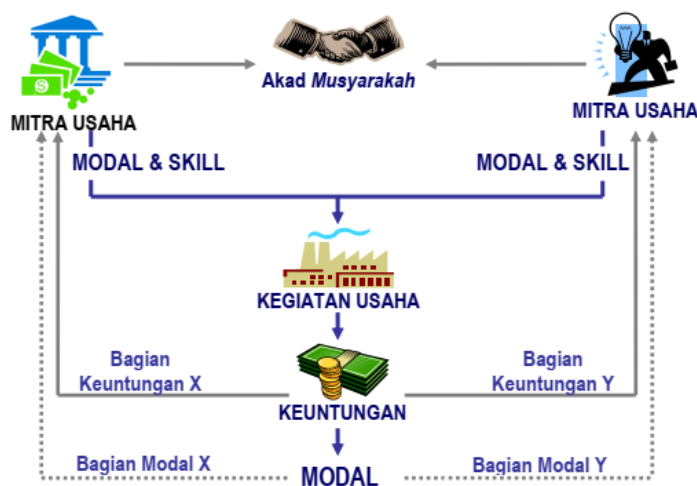 Akad Musyarakah
MITRA USAHA
MITRA USAHA
MODAL & SKILL
MODAL & SKILL
KEGIATAN USAHA
Bagian
Keuntungan X
Bagian
Keuntungan Y
KEUNTUNGAN
Bagian Modal X
MODAL
Bagian Modal Y